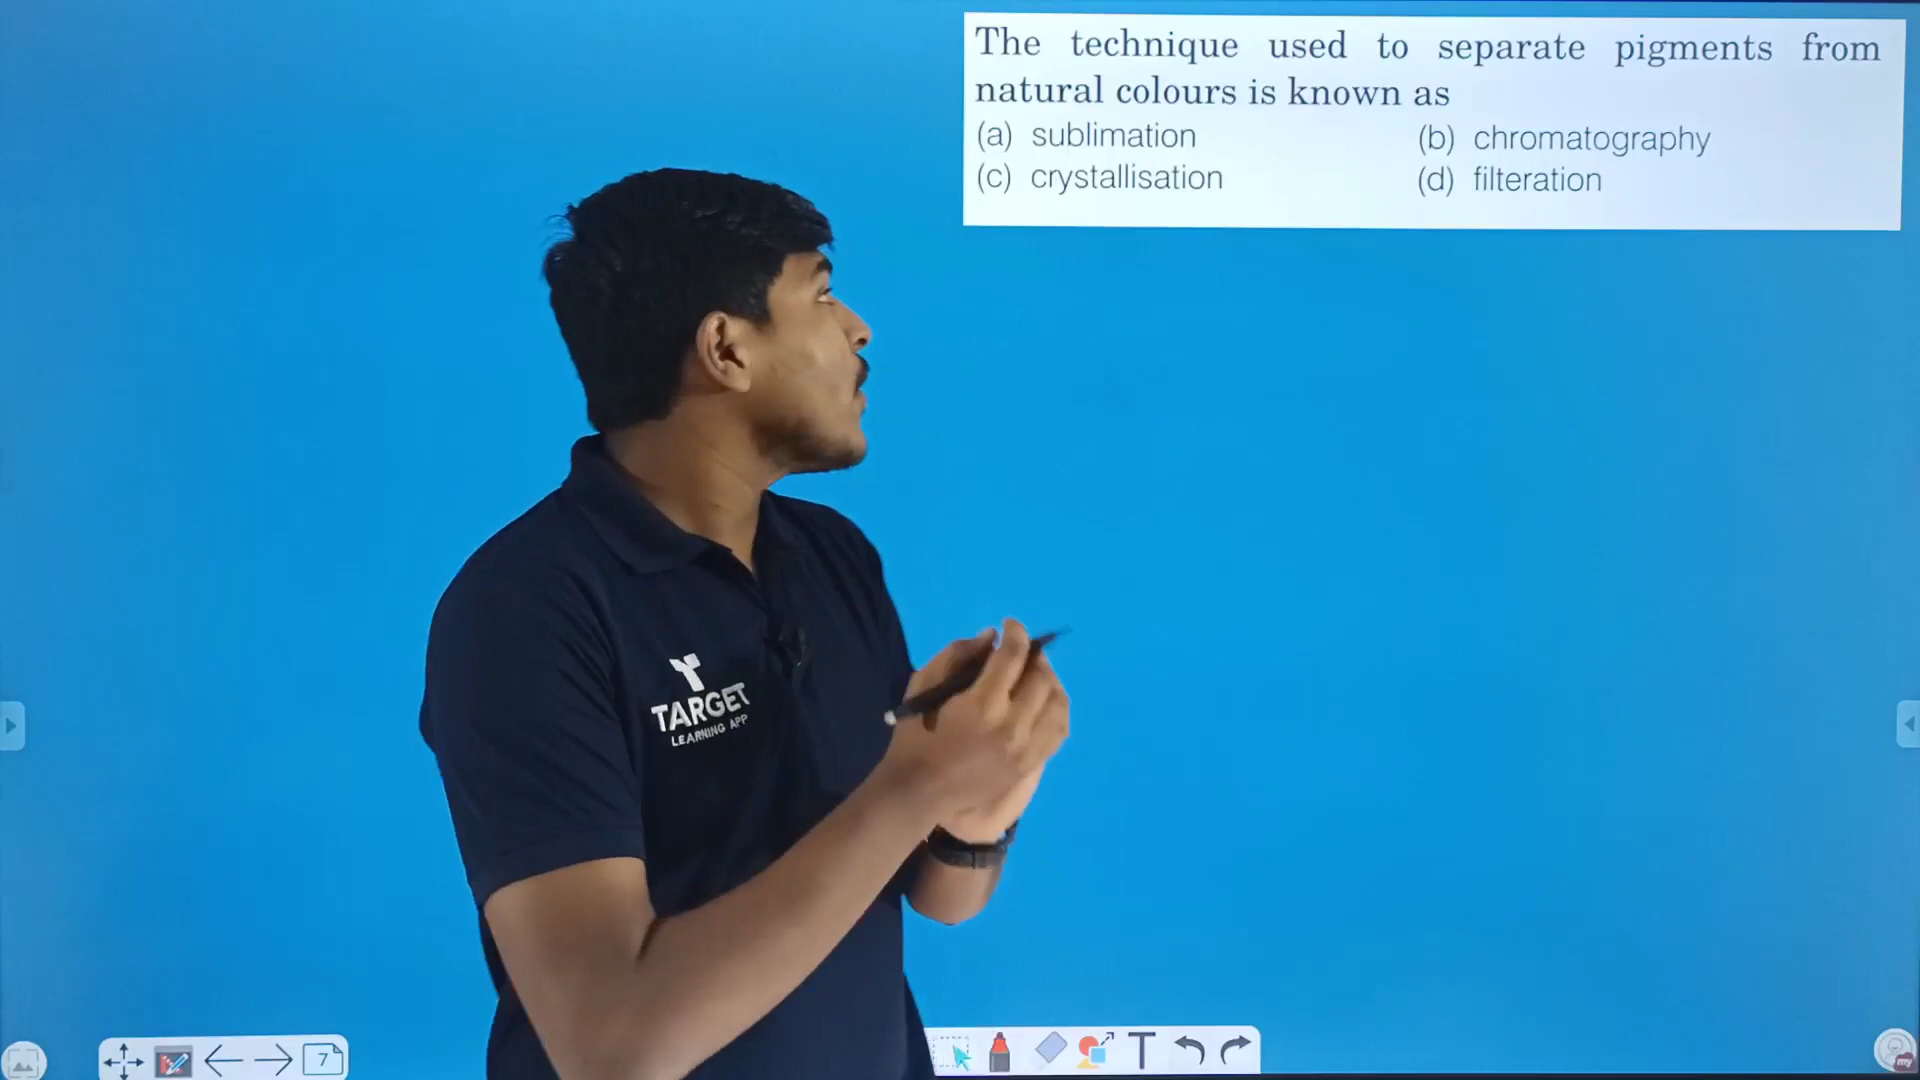 The technique used to separate pigments from
natural colours is known as
(a) sublimation (b) chromatography
(c) crystallisation (d) filteration
TARGET
LEARNING APP
7
T
my